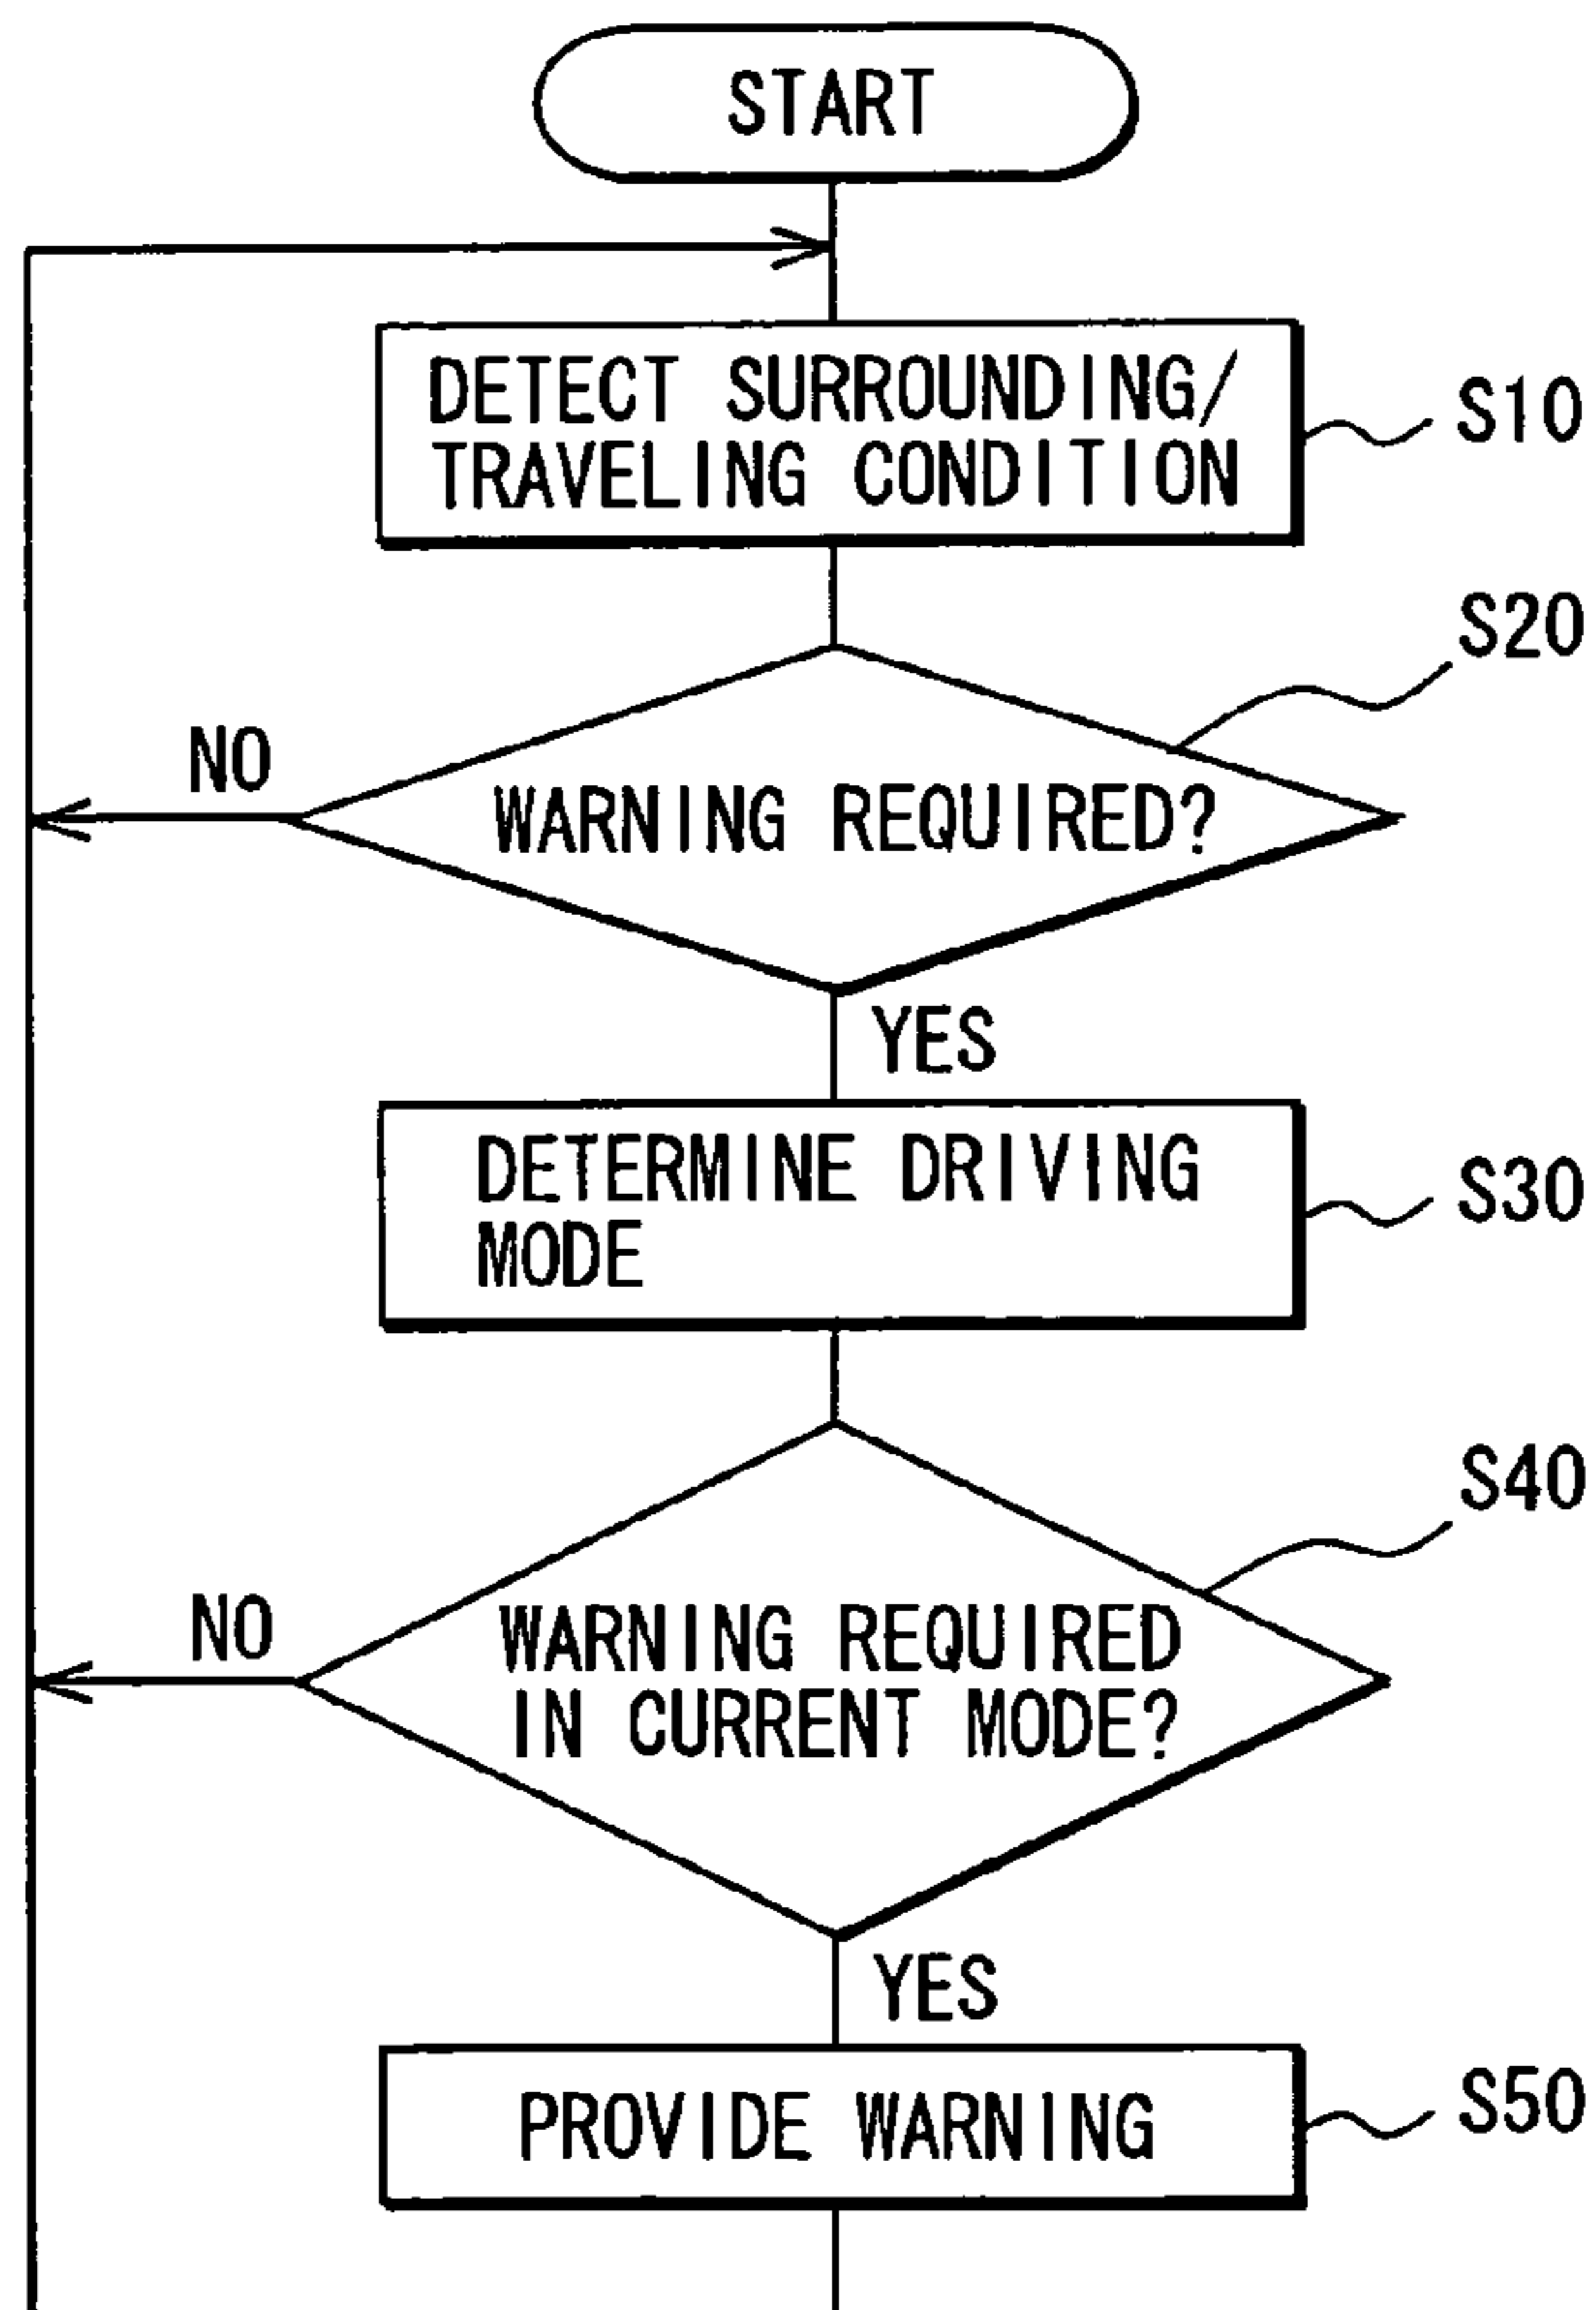 START
DETECT SURROUNDING/
TRAVELING CONDITION
S10
S20
NO
WARNING REQUIRED?
YES
DETERMINE DRIVING
MODE
S30
S40
NO
WARNING REQUIRED
IN CURRENT MODE?
YES
PROVIDE WARNING
S50